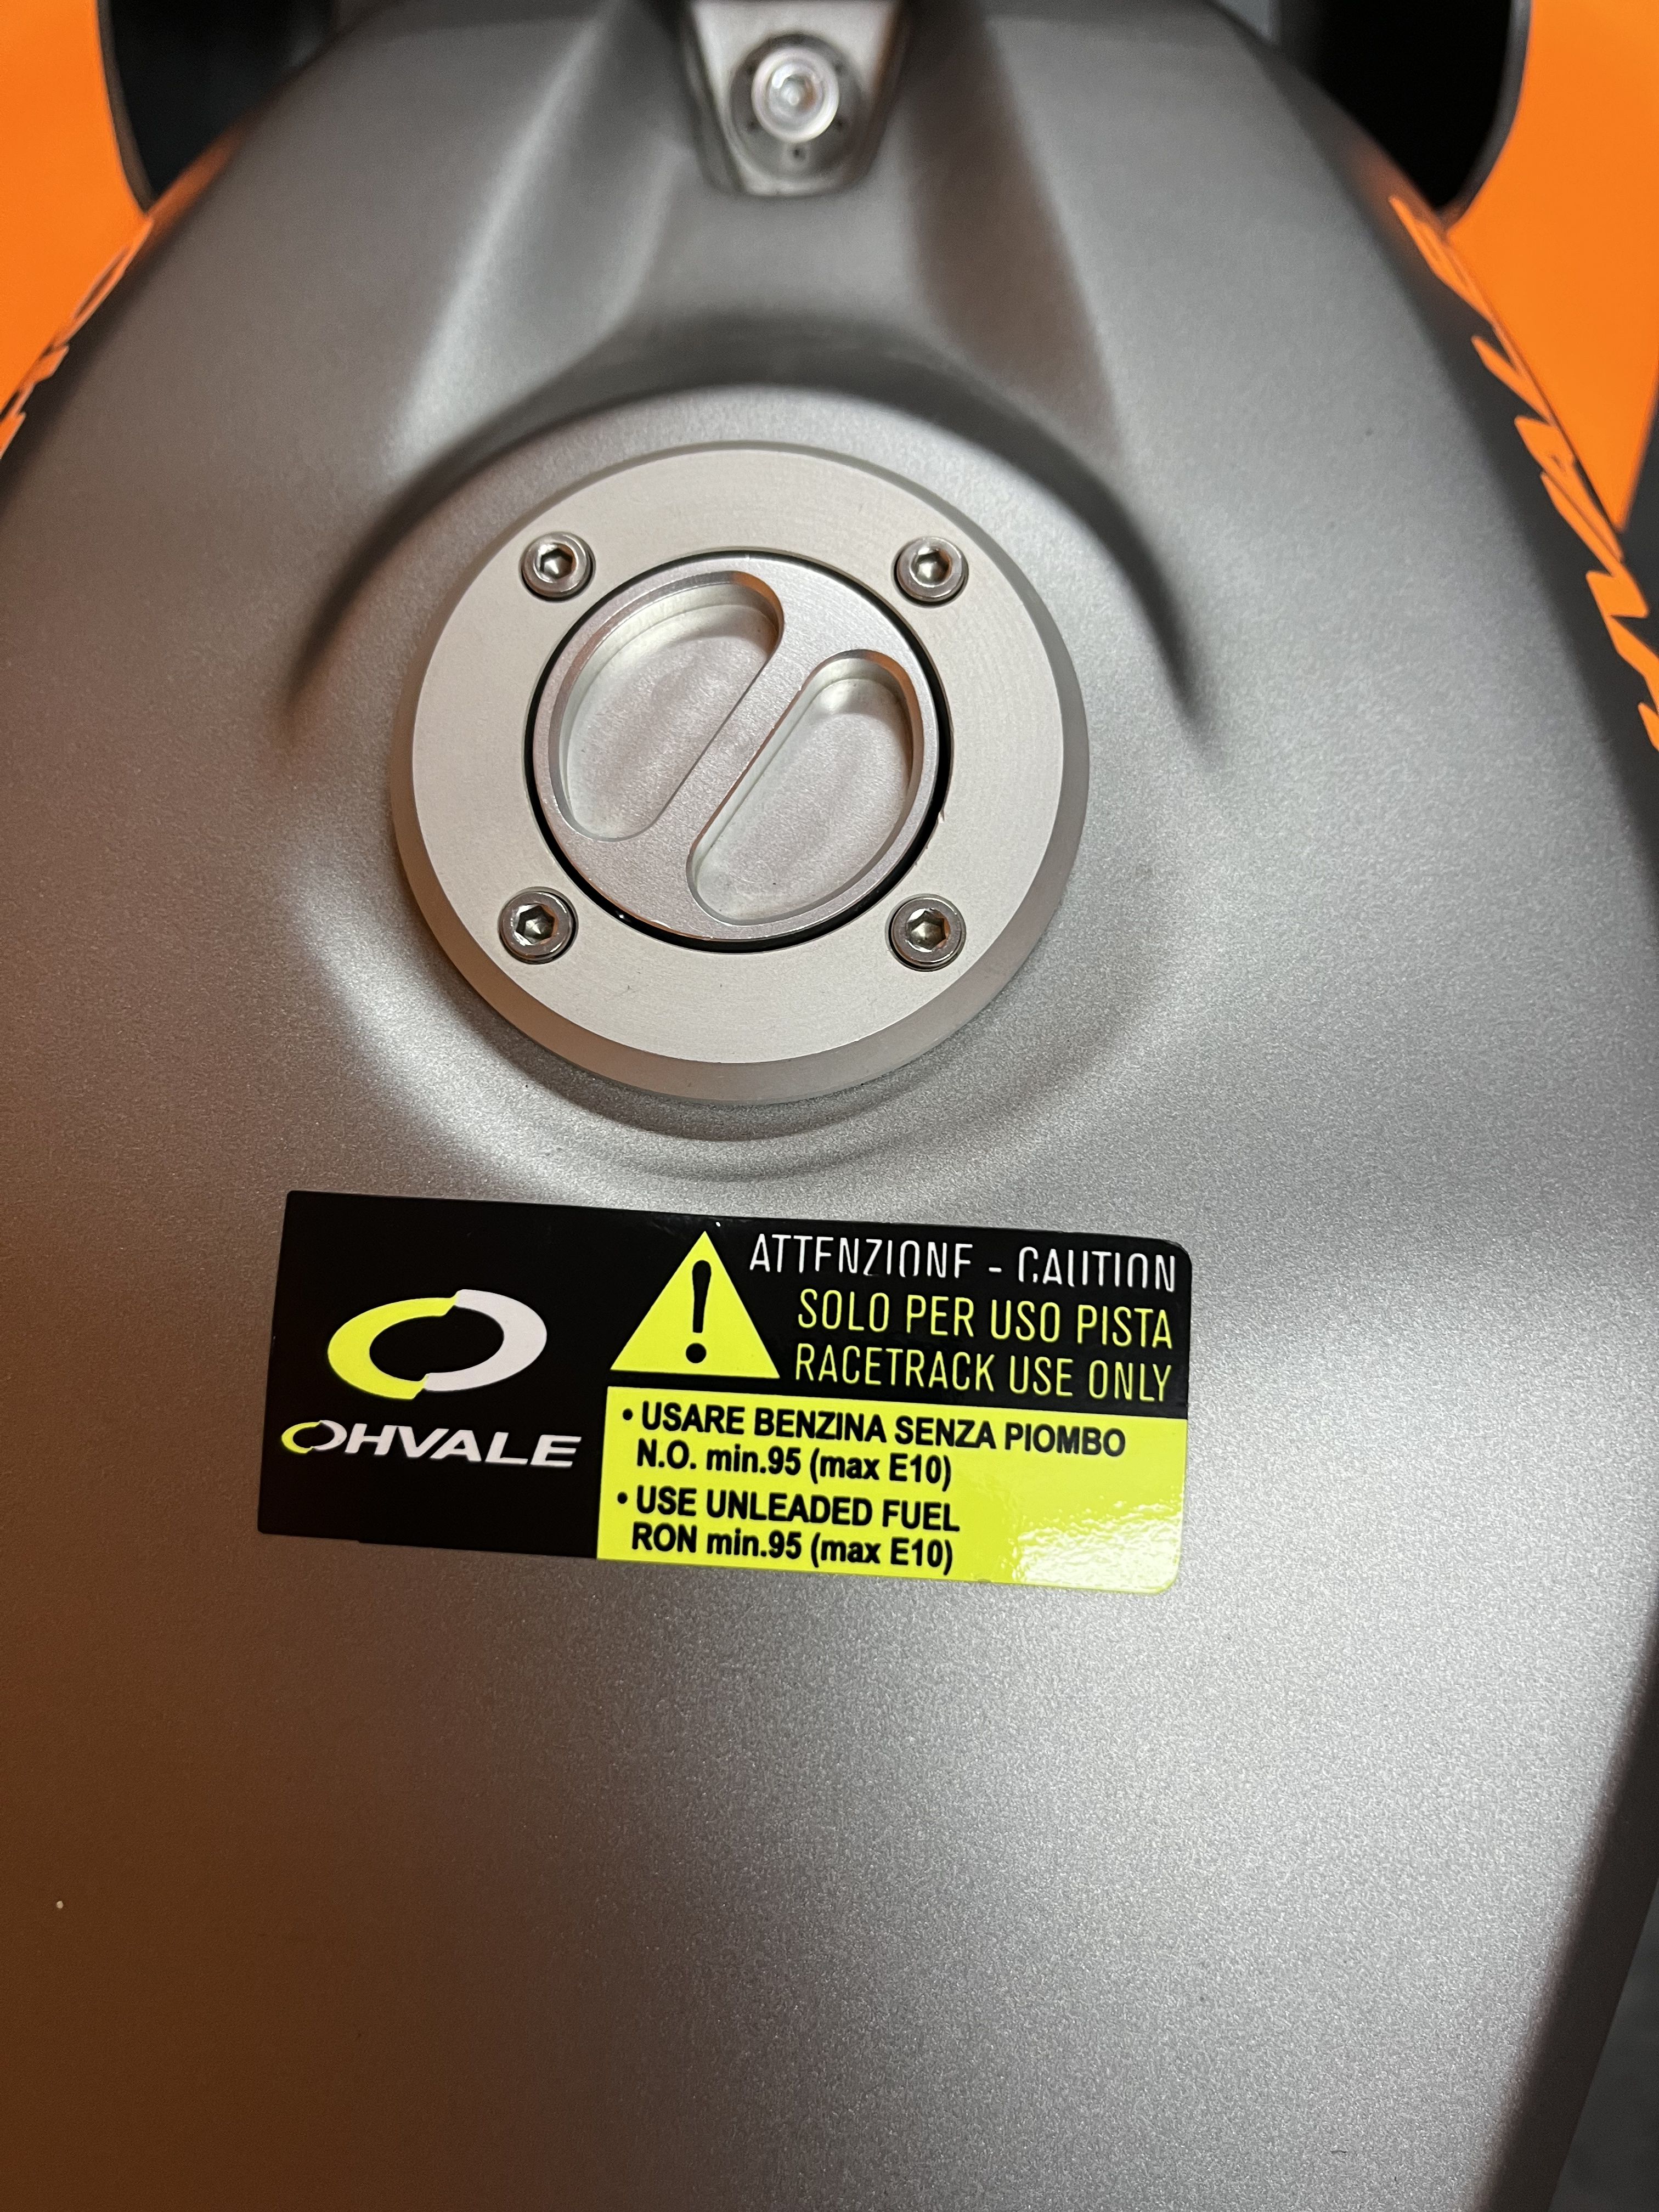 ATTENZIONE - CAUTION
SOLO PER USO PISTA
RACETRACK USE ONLY
OHVALE
• USARE BENZINA SENZA PIOMBO
N.O. min.95 (max E10)
• USE UNLEADED FUEL
RON min.95 (max E10)